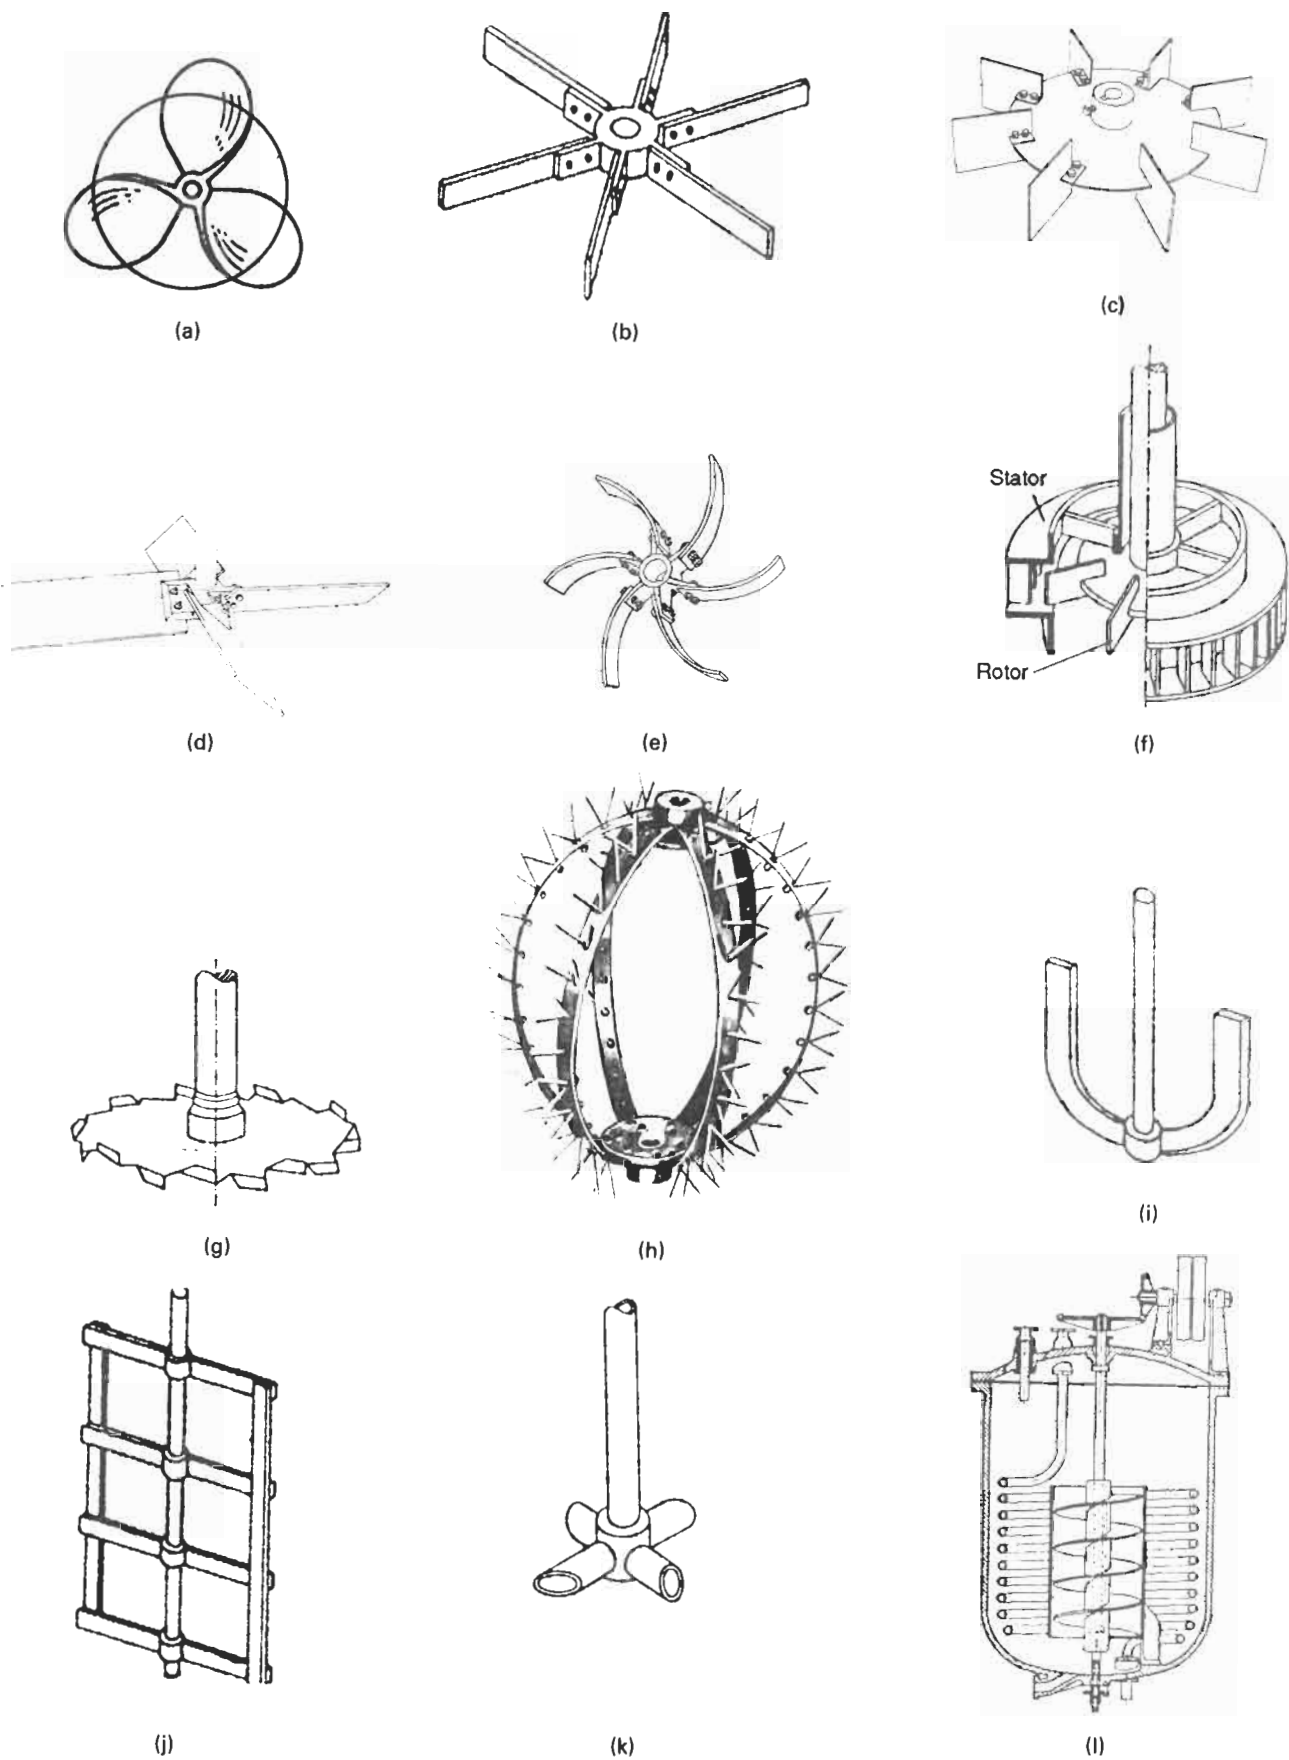 (a)
(b)
(c)
Stator
Rotor
(d)
(e)
(f)
(g)
(h)
(i)
(j)
(k)
(l)